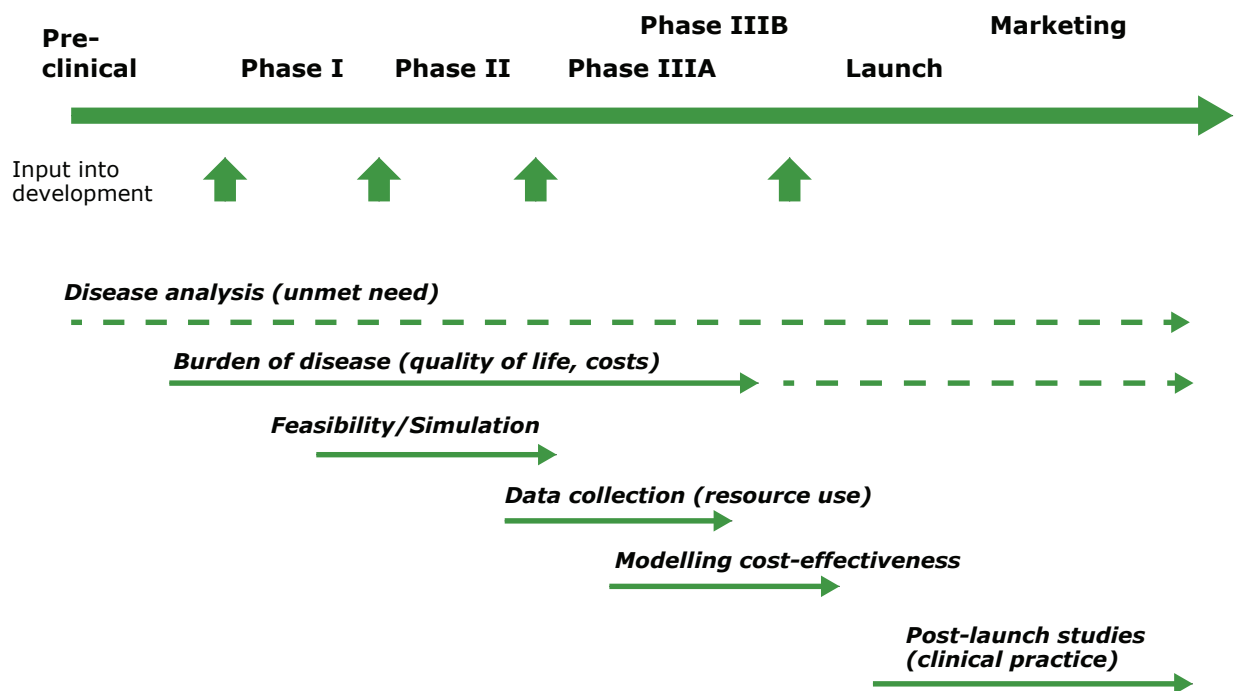 Phase IIIB
Marketing
Pre-
clinical
Phase I
Phase II
Phase IIIA
Launch
Input into
development
Disease analysis (unmet need)
Burden of disease (quality of life, costs)
Feasibility/Simulation
Data collection (resource use)
Modelling cost-effectiveness
Post-launch studies
(clinical practice)